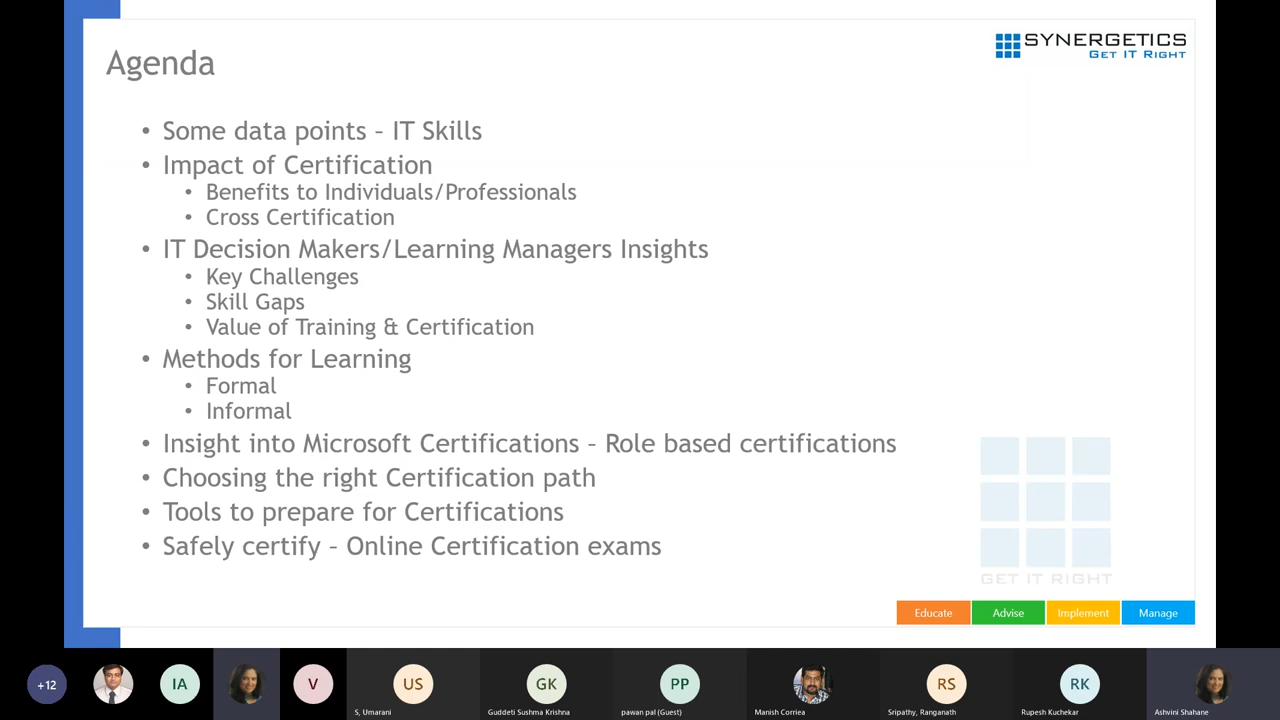 SYNERGETICS
GET IT RIGHT
Agenda
• Some data points – IT Skills
• Impact of Certification
• Benefits to Individuals/Professionals
• Cross Certification
• IT Decision Makers/Learning Managers Insights
• Key Challenges
• Skill Gaps
• Value of Training & Certification
• Methods for Learning
• Formal
• Informal
• Insight into Microsoft Certifications – Role based certifications
• Choosing the right Certification path
• Tools to prepare for Certifications
• Safely certify – Online Certification exams
GET IT RIGHT
Educate Advise Implement Manage
+12 IA V US GK PP RS RK
S, Umarani Guddeti Sushma Krishna pawan pal (Guest) Manish Corriea Sripathy, Ranganath Rupesh Kuchekar Ashvini Shahane